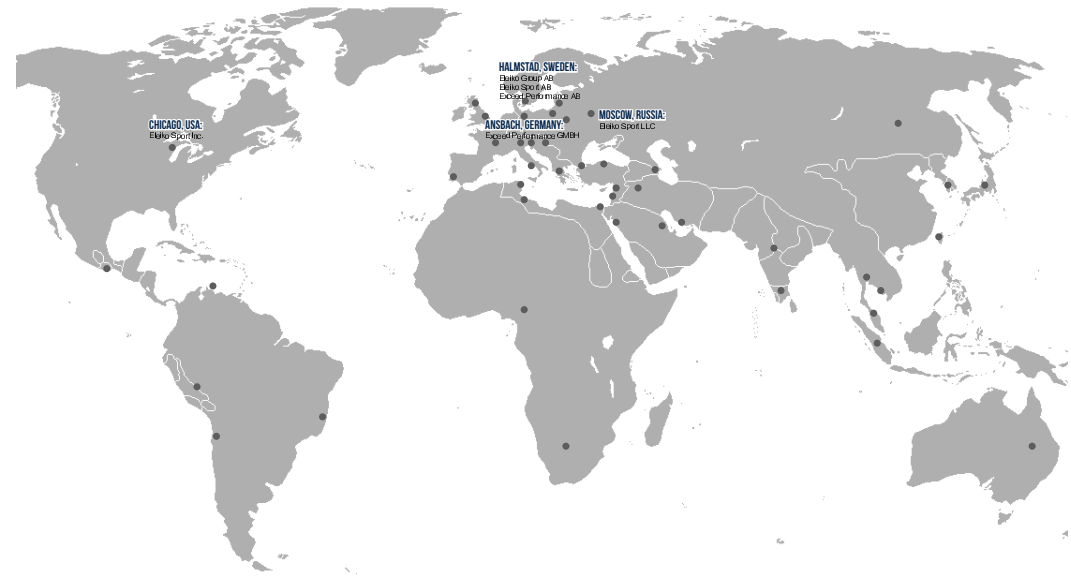 HALMSTAD, SWEDEN:
Eleiko Group AB
Eleiko Sport AB
Exceed Performance AB
CHICAGO, USA:
Eleiko Sport Inc.
ANSBACH, GERMANY:
Exceed Performance GMBH
MOSCOW, RUSSIA:
Eleiko Sport LLC